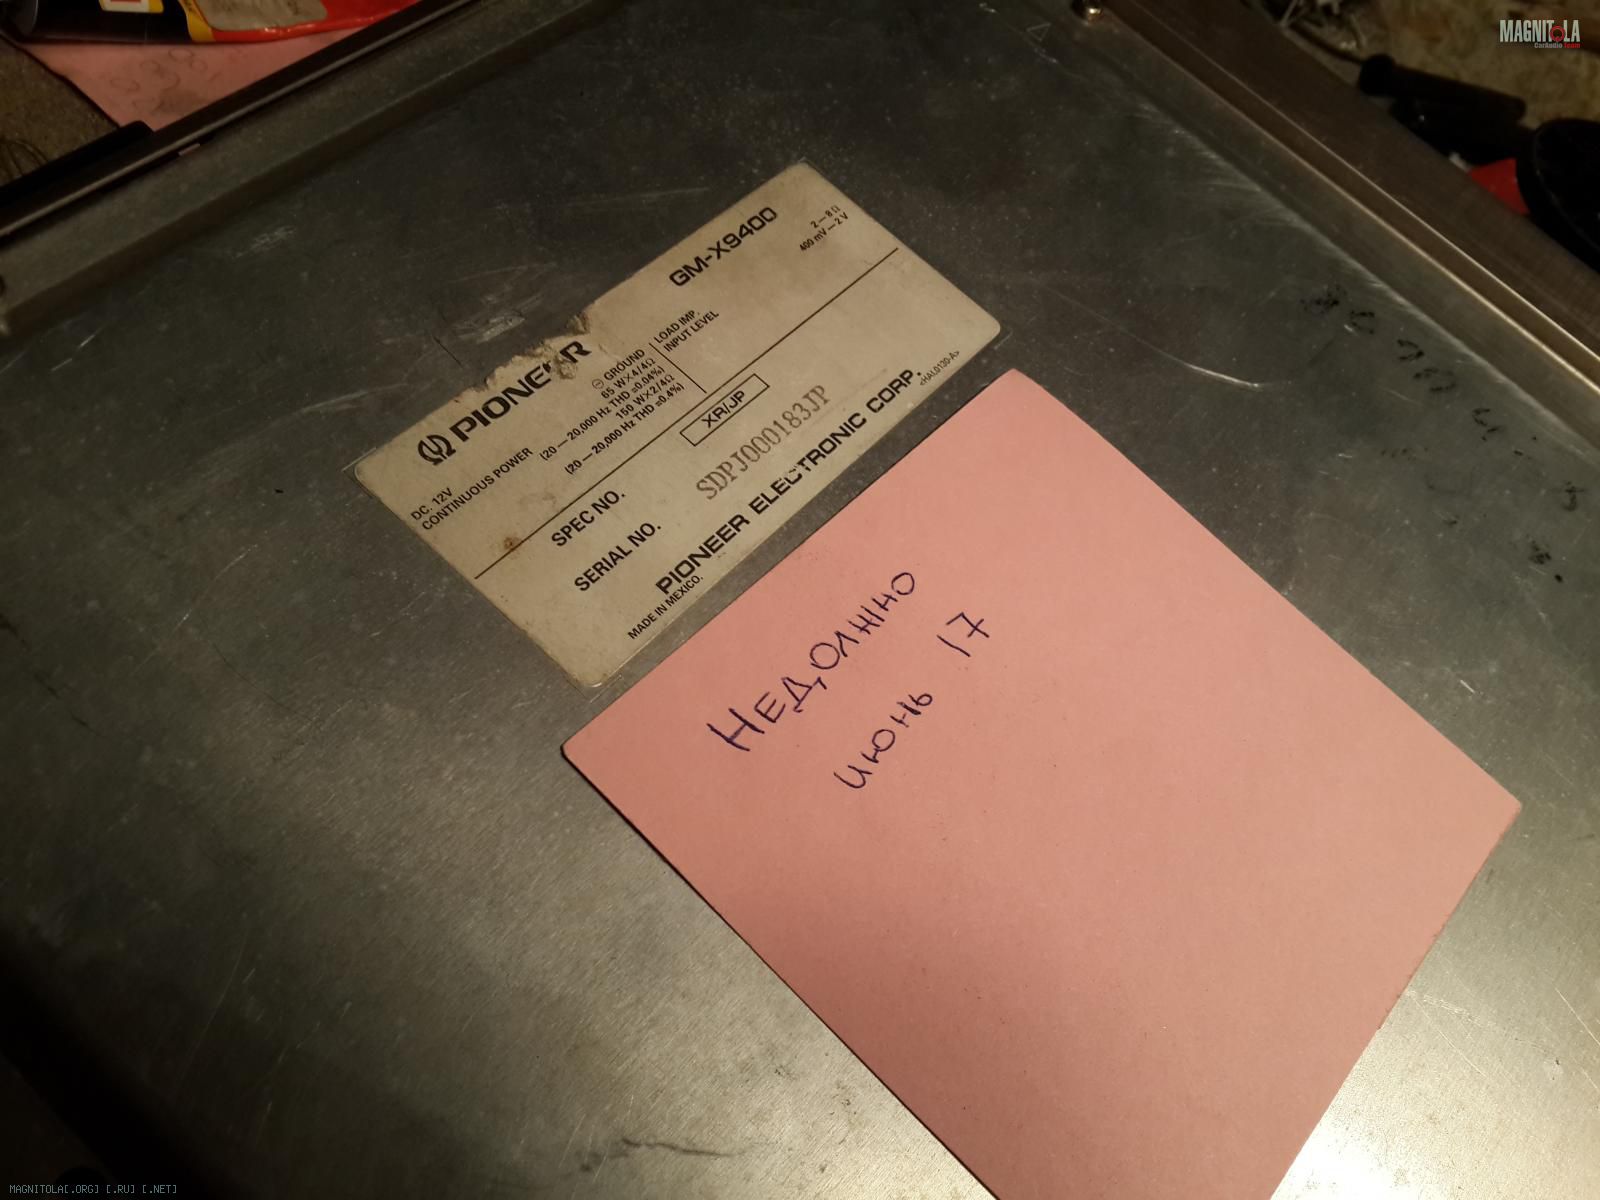 MAGNITOLA
CarAudio Team
PIONEER GM-X9400
DC. 12V ⊖ GROUND
CONTINUOUS POWER 65 W×4/4Ω
(20 — 20,000 Hz THD =0.04%)
150 W×2/4Ω
(20 — 20,000 Hz THD =0.4%)
LOAD IMP. 2 — 8 Ω
INPUT LEVEL 400 mV — 2 V
SPEC NO. XR/JP
SERIAL NO. SDPJ000183JP
PIONEER ELECTRONIC CORP.
MADE IN MEXICO. <HAL0130-A>
НЕДОЛЖНО
июнь 17
MAGNITOLA[.ORG] [.RU] [.NET]